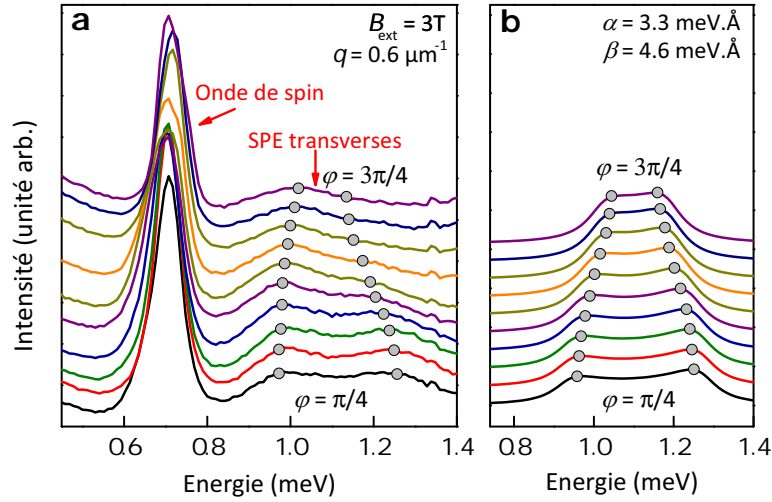 a
B_ext = 3T
q = 0.6 µm⁻¹
Onde de spin
SPE transverses
φ = 3π/4
φ = π/4
Intensité (unité arb.)
0.6 0.8 1.0 1.2 1.4
Energie (meV)
b
α = 3.3 meV.Å
β = 4.6 meV.Å
φ = 3π/4
φ = π/4
0.8 1.0 1.2 1.4
Energie (meV)